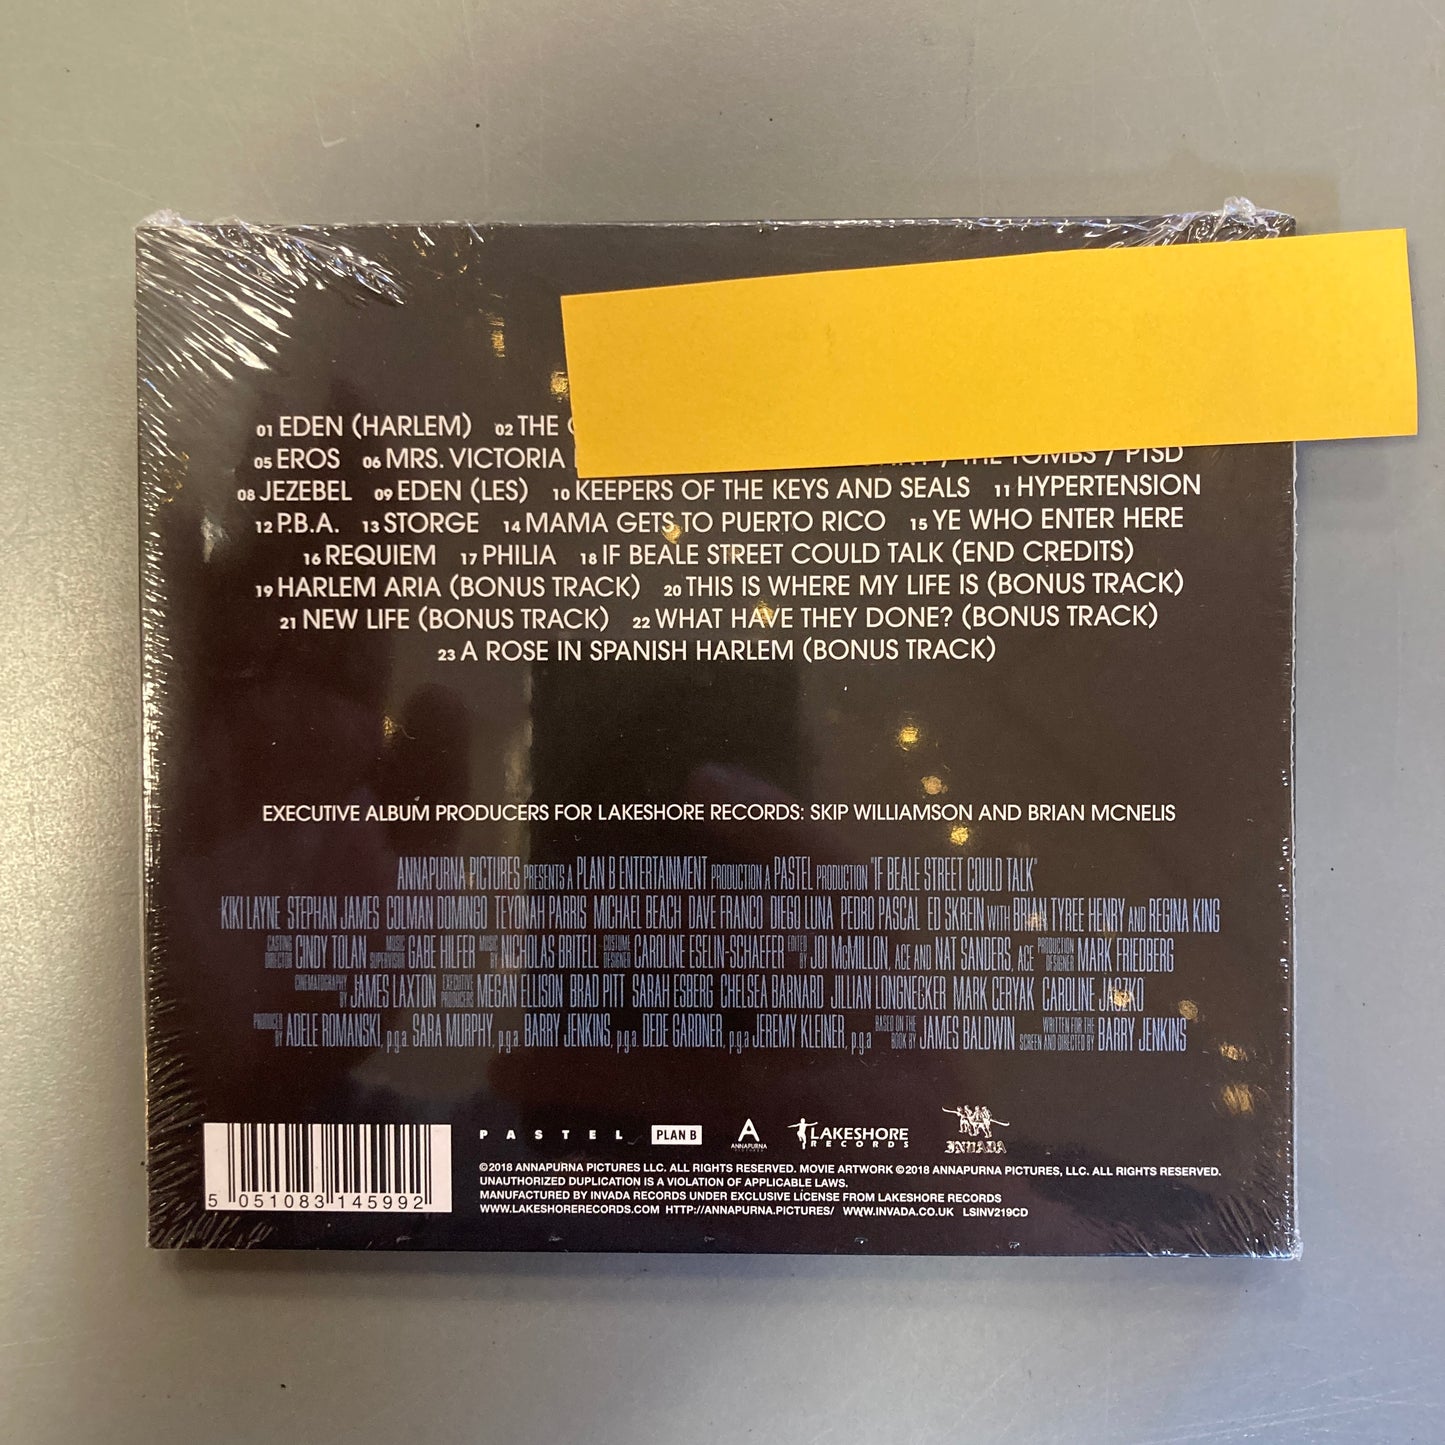 01 EDEN (HARLEM) 02 THE
05 EROS 06 MRS. VICTORIA / THE TOMBS / PTSD
08 JEZEBEL 09 EDEN (LES) 10 KEEPERS OF THE KEYS AND SEALS 11 HYPERTENSION
12 P.B.A. 13 STORGE 14 MAMA GETS TO PUERTO RICO 15 YE WHO ENTER HERE
16 REQUIEM 17 PHILIA 18 IF BEALE STREET COULD TALK (END CREDITS)
19 HARLEM ARIA (BONUS TRACK) 20 THIS IS WHERE MY LIFE IS (BONUS TRACK)
21 NEW LIFE (BONUS TRACK) 22 WHAT HAVE THEY DONE? (BONUS TRACK)
23 A ROSE IN SPANISH HARLEM (BONUS TRACK)
EXECUTIVE ALBUM PRODUCERS FOR LAKESHORE RECORDS: SKIP WILLIAMSON AND BRIAN MCNELIS
ANNAPURNA PICTURES PRESENTS A PLAN B ENTERTAINMENT PRODUCTION A PASTEL PRODUCTION "IF BEALE STREET COULD TALK"
KIKI LAYNE STEPHAN JAMES COLMAN DOMINGO TEYONAH PARRIS MICHAEL BEACH DAVE FRANCO DIEGO LUNA PEDRO PASCAL ED SKREIN WITH BRIAN TYREE HENRY AND REGINA KING
CASTING DIRECTOR CINDY TOLAN MUSIC SUPERVISOR GABE HILFER MUSIC BY NICHOLAS BRITELL COSTUME DESIGNER CAROLINE ESELIN-SCHAEFER EDITED BY JOI McMILLON, ACE AND NAT SANDERS, ACE PRODUCTION DESIGNER MARK FRIEDBERG
CINEMATOGRAPHY BY JAMES LAXTON EXECUTIVE PRODUCERS MEGAN ELLISON BRAD PITT SARAH ESBERG CHELSEA BARNARD JILLIAN LONGNECKER MARK CERYAK CAROLINE JACZKO
PRODUCED BY ADELE ROMANSKI, p.g.a. SARA MURPHY, p.g.a. BARRY JENKINS, p.g.a. DEDE GARDNER, p.g.a JEREMY KLEINER, p.g.a BASED ON THE BOOK BY JAMES BALDWIN WRITTEN FOR THE SCREEN AND DIRECTED BY BARRY JENKINS
PASTEL PLAN B A ANNAPURNA PICTURES LAKESHORE RECORDS INVADA
©2018 ANNAPURNA PICTURES LLC. ALL RIGHTS RESERVED. MOVIE ARTWORK ©2018 ANNAPURNA PICTURES, LLC. ALL RIGHTS RESERVED.
UNAUTHORIZED DUPLICATION IS A VIOLATION OF APPLICABLE LAWS.
MANUFACTURED BY INVADA RECORDS UNDER EXCLUSIVE LICENSE FROM LAKESHORE RECORDS
WWW.LAKESHORERECORDS.COM HTTP://ANNAPURNA.PICTURES/ WWW.INVADA.CO.UK LSINV219CD
5 051083 145992